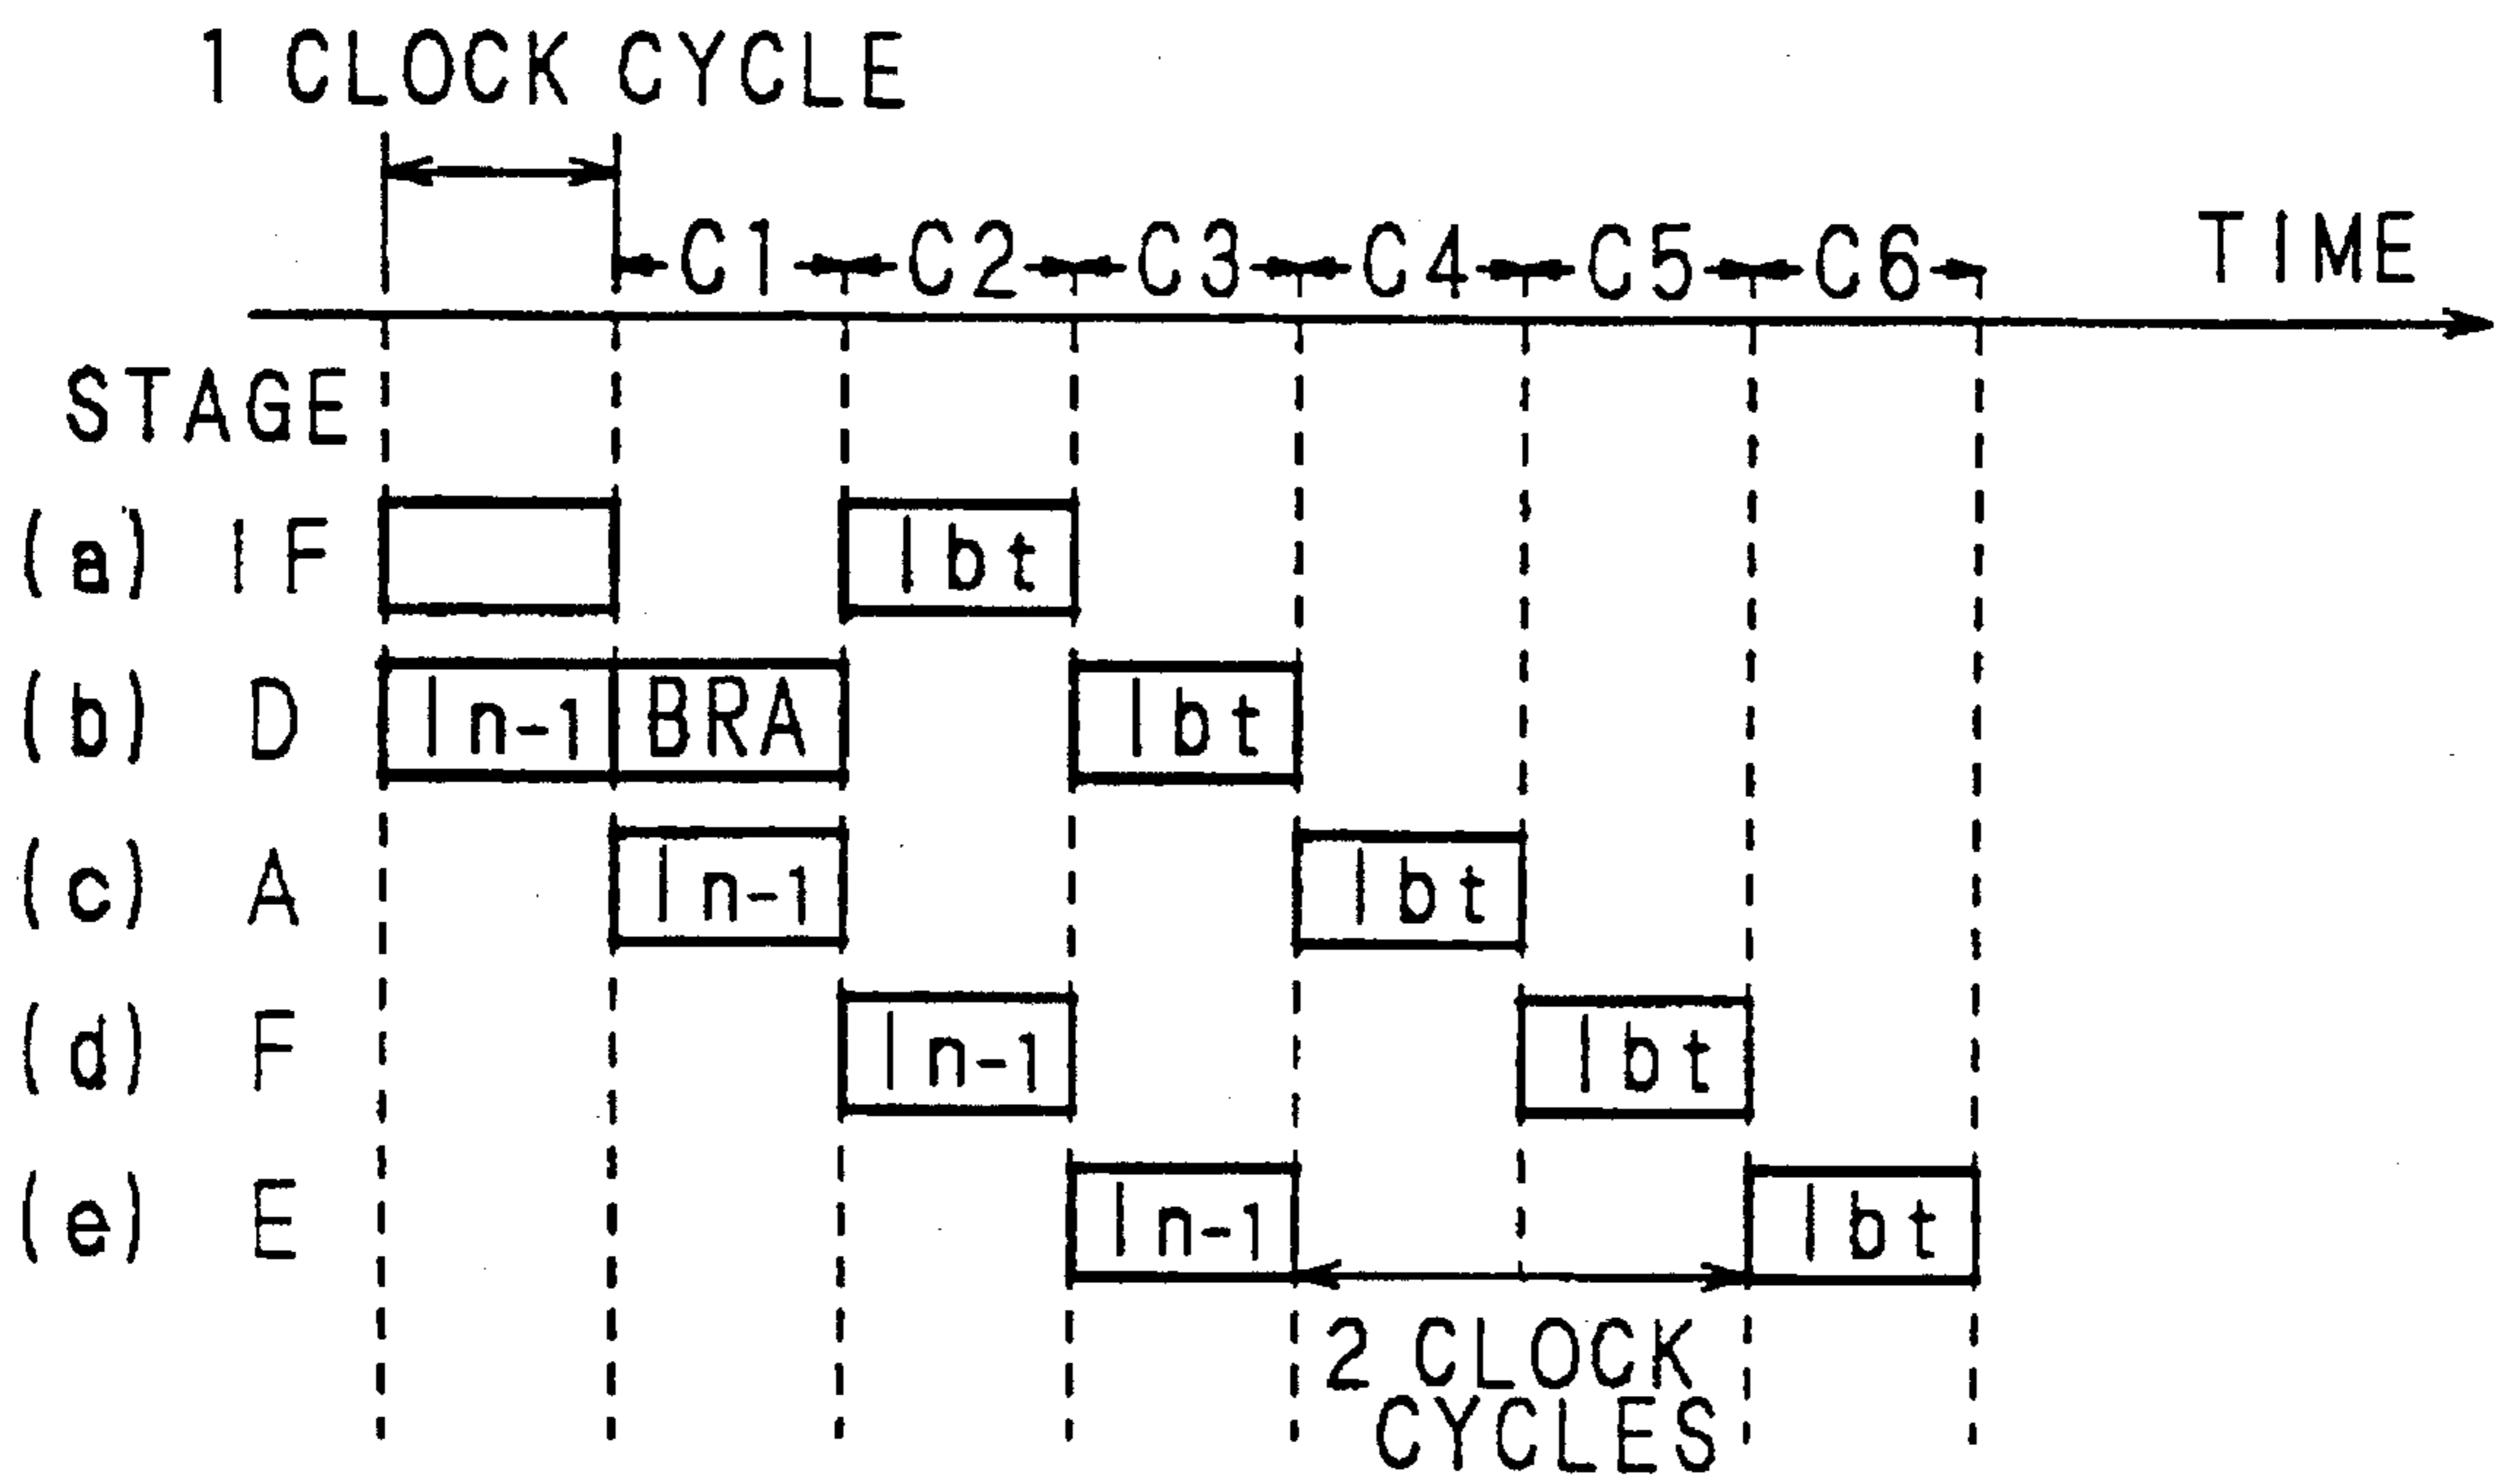 1 CLOCK CYCLE
C1 C2 C3 C4 C5 C6 TIME
STAGE
(a) IF Ibt
(b) D In-1 BRA Ibt
(c) A In-1 Ibt
(d) F In-1 Ibt
(e) E In-1 Ibt
2 CLOCK
CYCLES